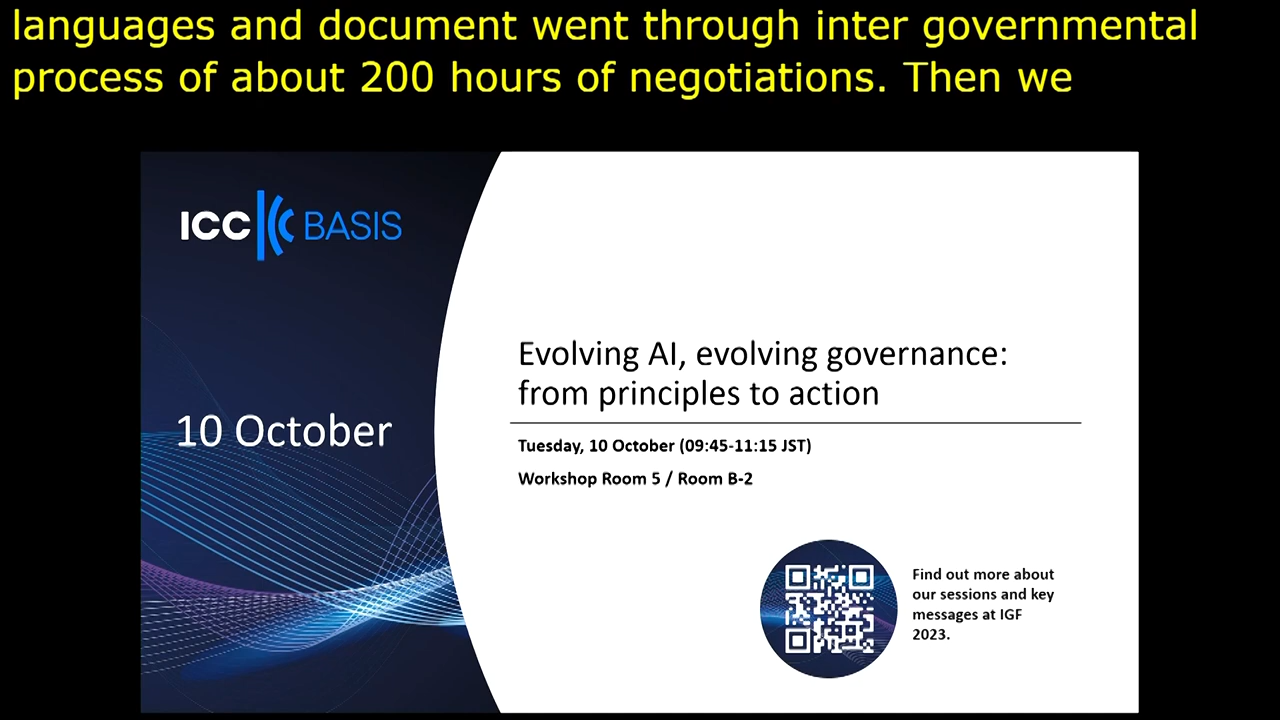 languages and document went through inter governmental
process of about 200 hours of negotiations. Then we
ICC BASIS
10 October
Evolving AI, evolving governance:
from principles to action
Tuesday, 10 October (09:45-11:15 JST)
Workshop Room 5 / Room B-2
Find out more about
our sessions and key
messages at IGF
2023.